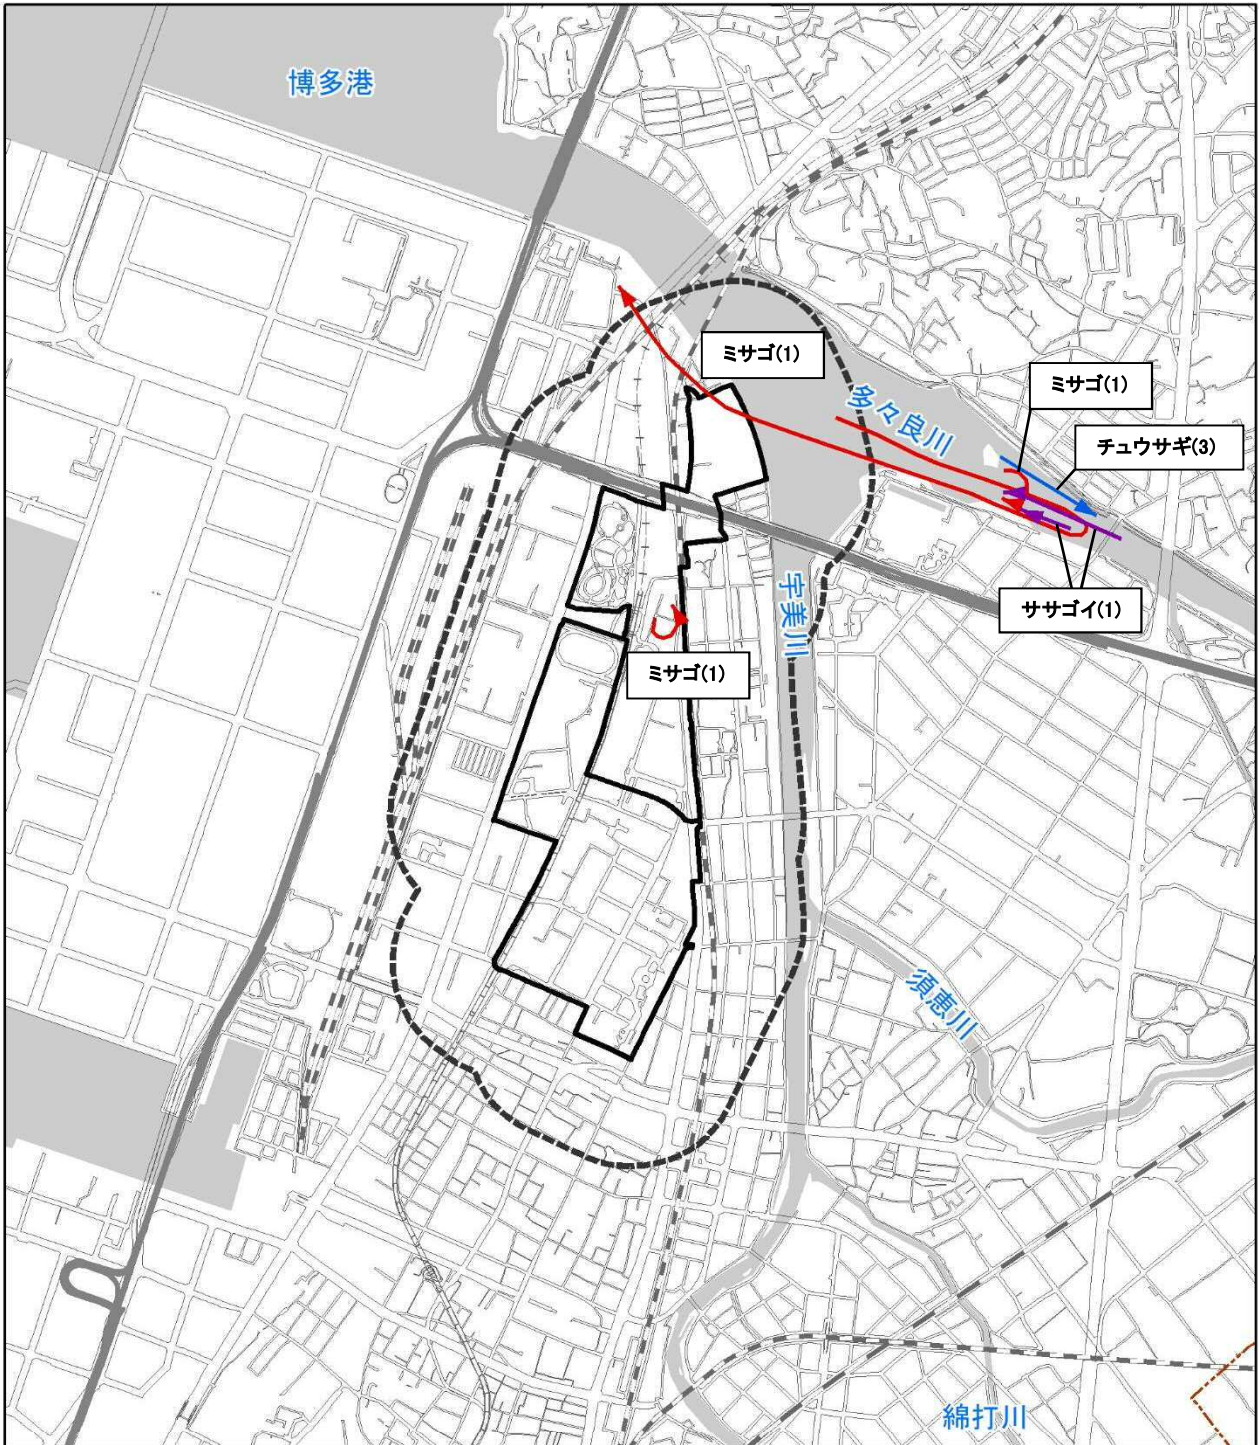 博多港
ミサゴ(1)
ミサゴ(1)
多々良川
チュウサギ(3)
宇美川
ササゴイ(1)
ミサゴ(1)
須恵川
綿打川